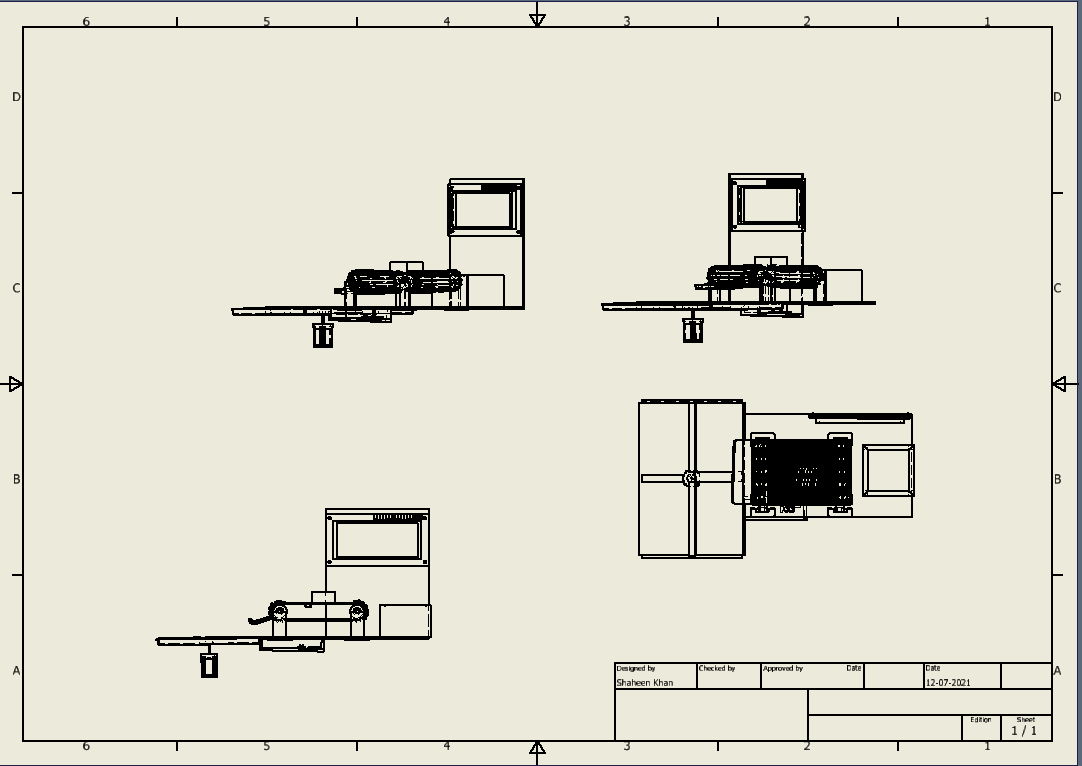 6 5 4 3 2 1
D D
C C
B B
A A
Designed by Checked by Approved by Date Date
Shaheen Khan 12-07-2021
Edition Sheet
1 / 1
6 5 4 3 2 1